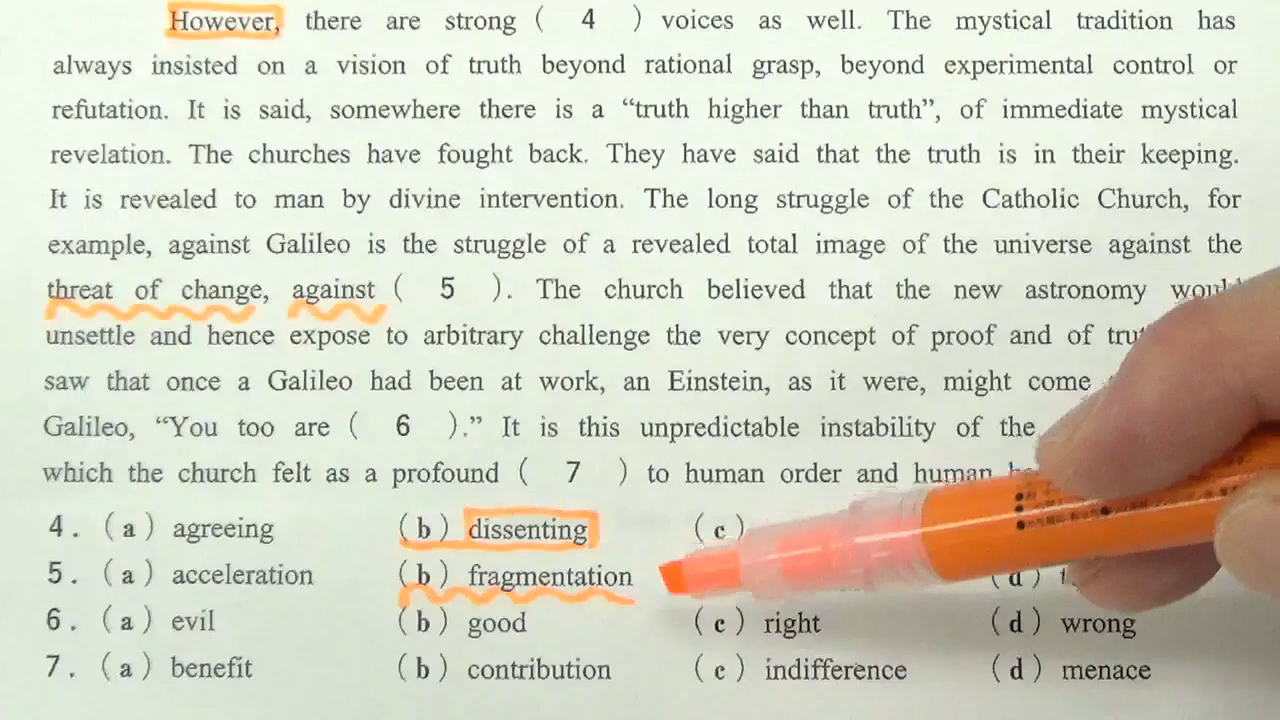 However, there are strong ( 4 ) voices as well. The mystical tradition has
always insisted on a vision of truth beyond rational grasp, beyond experimental control or
refutation. It is said, somewhere there is a “truth higher than truth”, of immediate mystical
revelation. The churches have fought back. They have said that the truth is in their keeping.
It is revealed to man by divine intervention. The long struggle of the Catholic Church, for
example, against Galileo is the struggle of a revealed total image of the universe against the
threat of change, against ( 5 ). The church believed that the new astronomy would
unsettle and hence expose to arbitrary challenge the very concept of proof and of
saw that once a Galileo had been at work, an Einstein, as it were, might come
Galileo, “You too are ( 6 ).” It is this unpredictable instability of the
which the church felt as a profound ( 7 ) to human order and human
4. (a) agreeing (b) dissenting (c)
5. (a) acceleration (b) fragmentation (d)
6. (a) evil (b) good (c) right (d) wrong
7. (a) benefit (b) contribution (c) indifference (d) menace